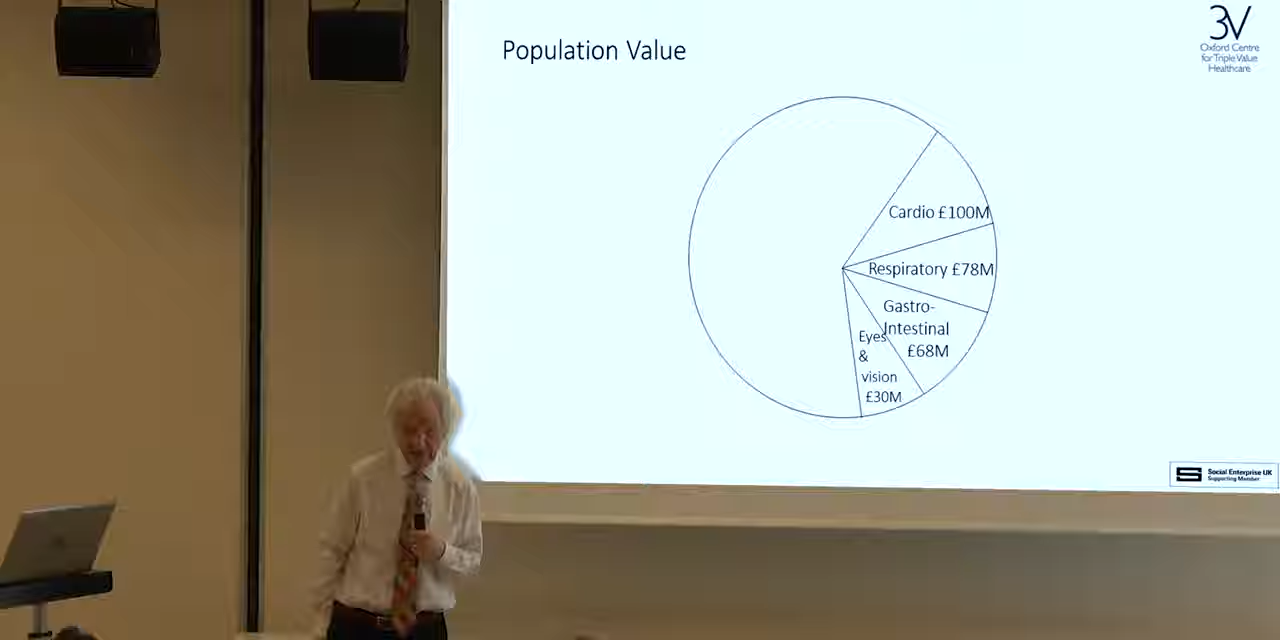 Population Value
3V
Oxford Centre
for Triple Value
Healthcare
Cardio £100M
Respiratory £78M
Gastro-
Intestinal
£68M
Eyes
&
vision
£30M
Social Enterprise UK
Supporting Member